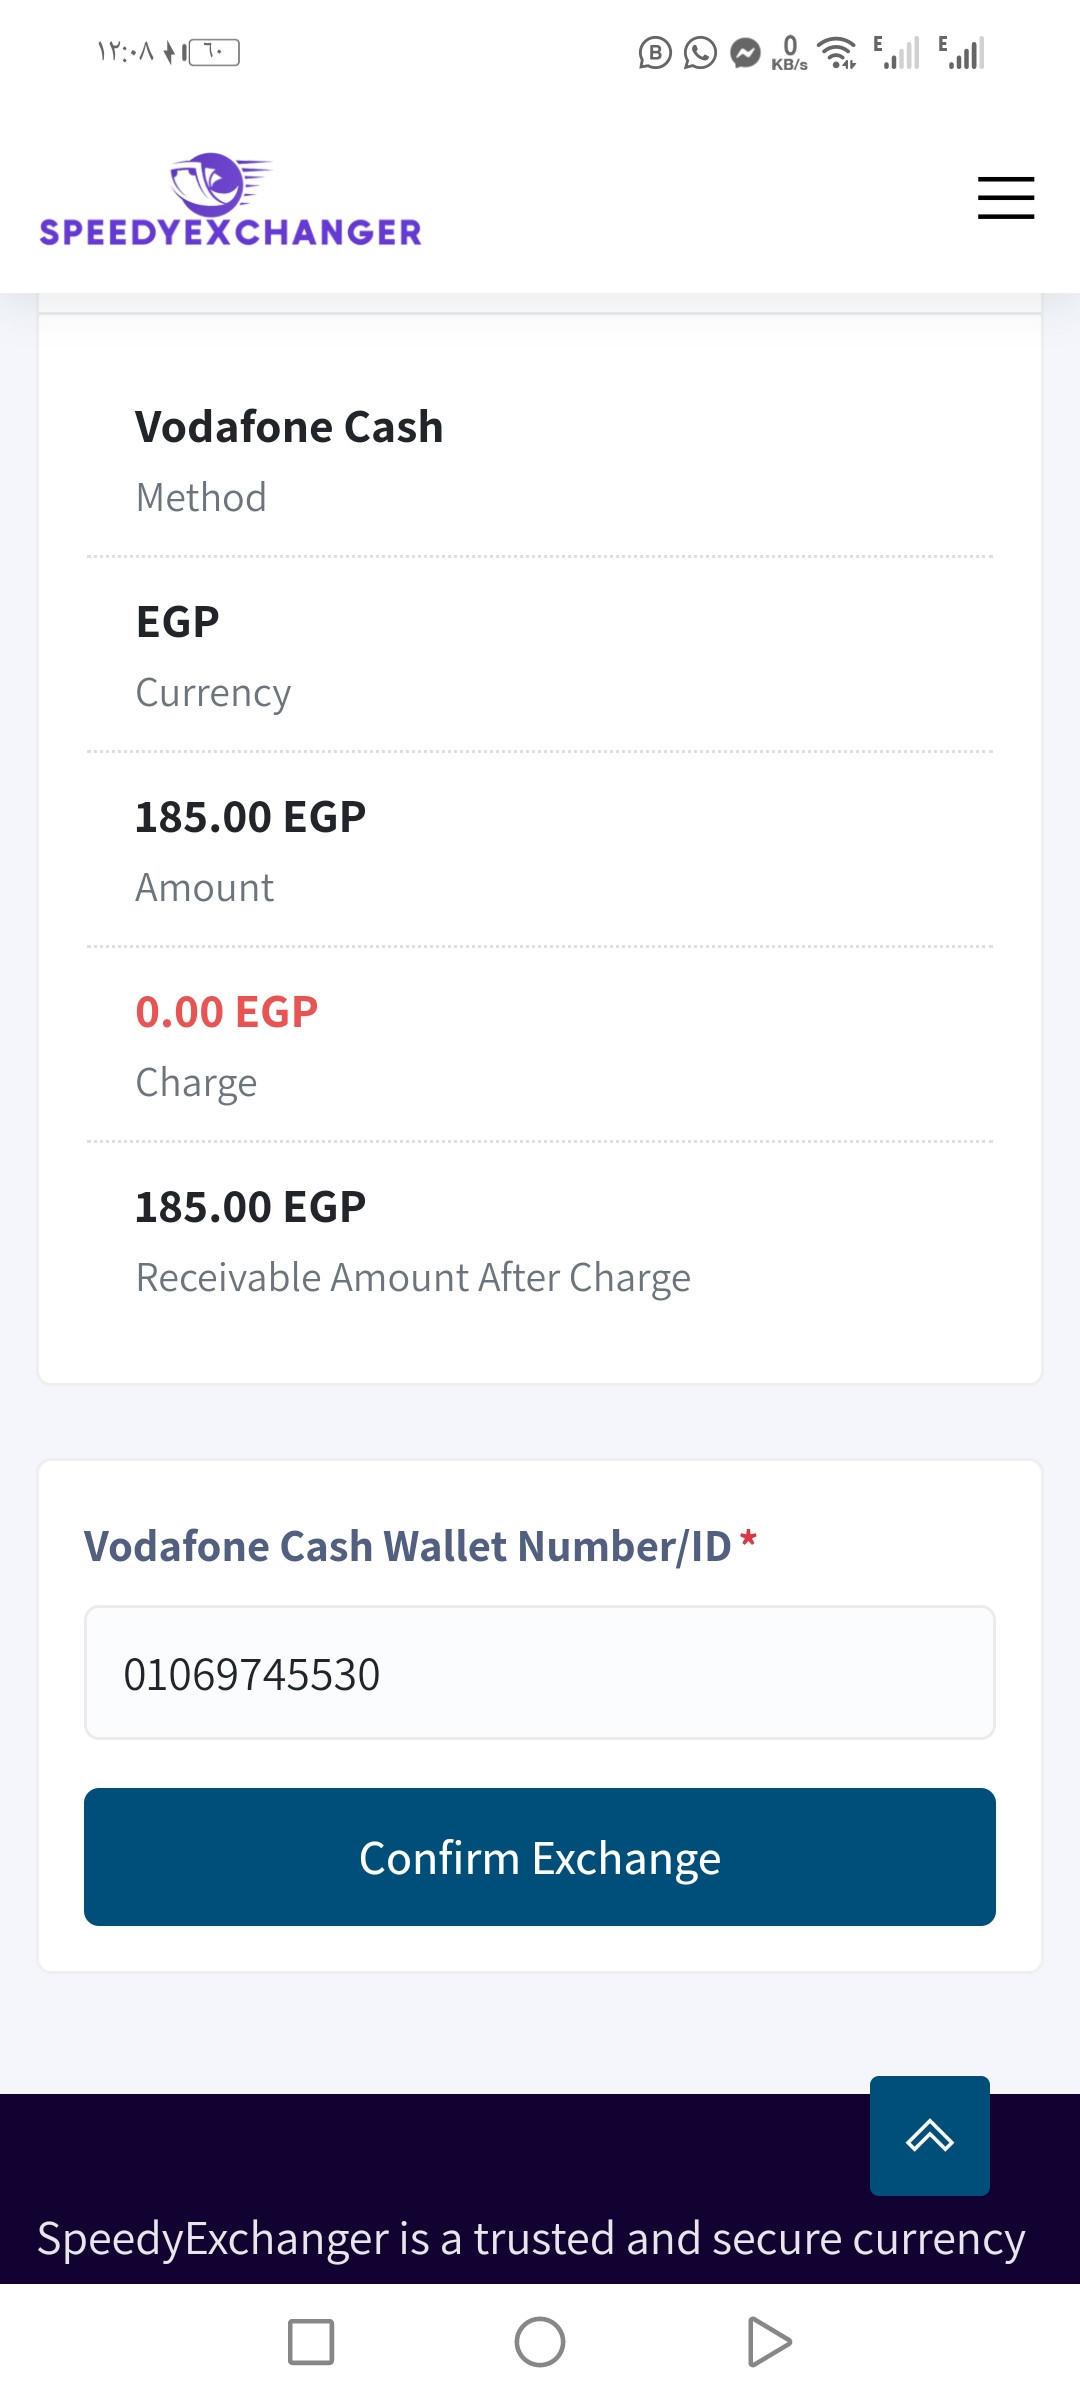 ١٢:٠٨ ٦٠ B 0 KB/s E E
SPEEDYEXCHANGER
Vodafone Cash
Method
EGP
Currency
185.00 EGP
Amount
0.00 EGP
Charge
185.00 EGP
Receivable Amount After Charge
Vodafone Cash Wallet Number/ID *
01069745530
Confirm Exchange
SpeedyExchanger is a trusted and secure currency